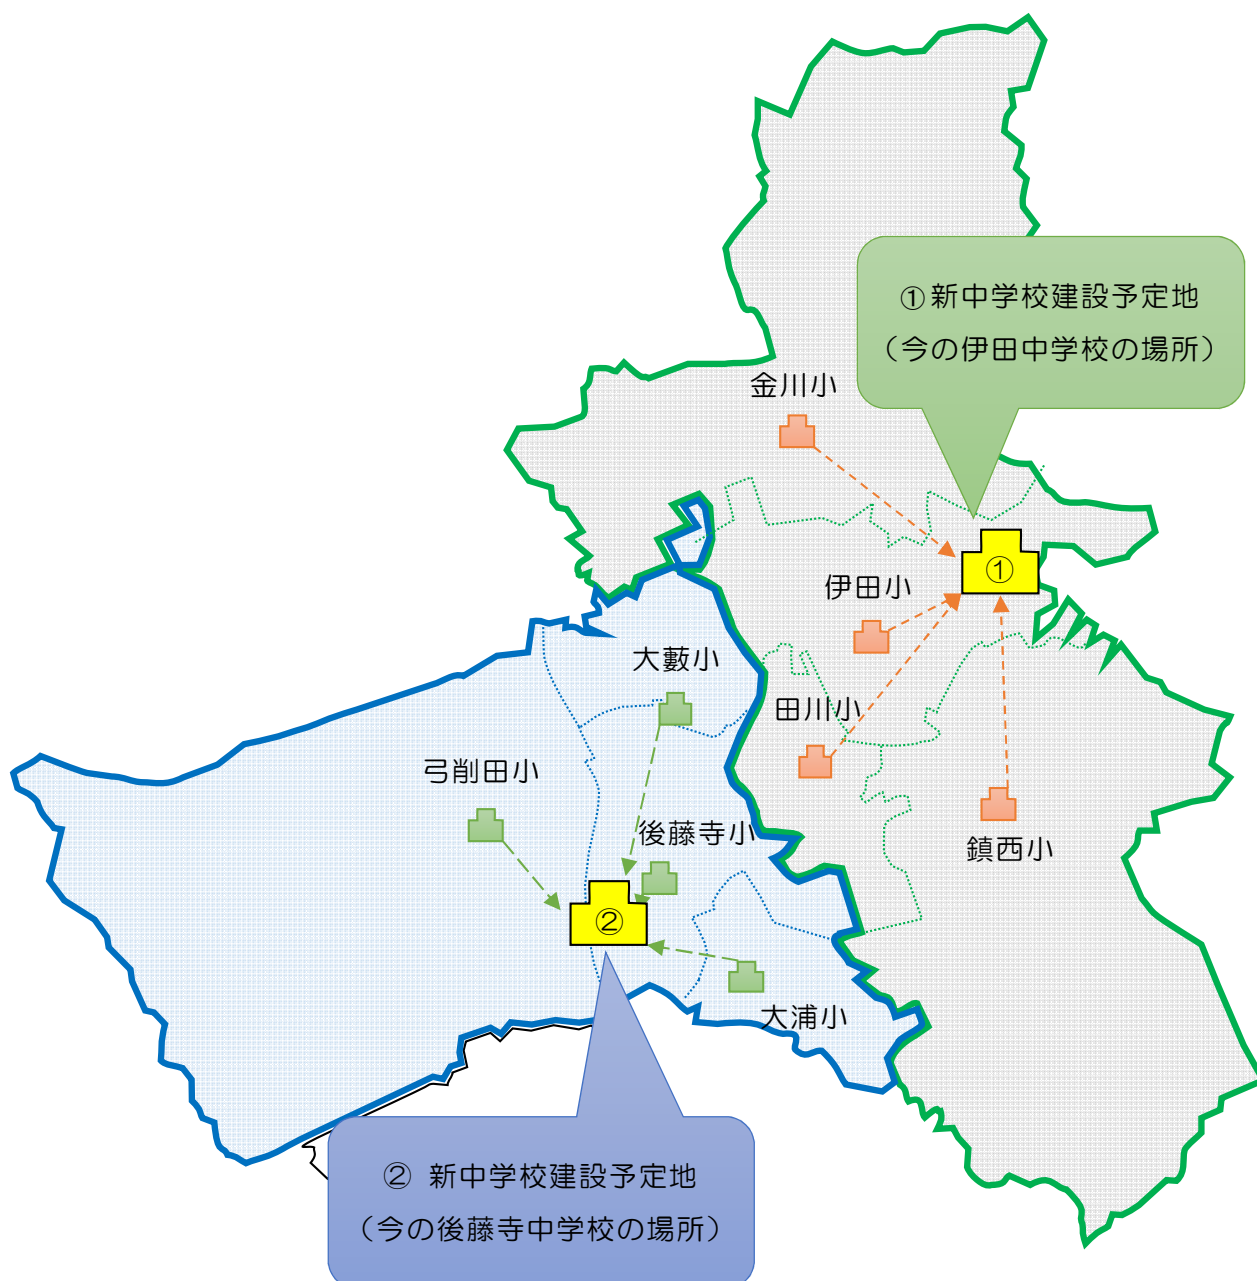 ①新中学校建設予定地
（今の伊田中学校の場所）
金川小
①
伊田小
大藪小
田川小
弓削田小
後藤寺小
鎮西小
②
大浦小
② 新中学校建設予定地
（今の後藤寺中学校の場所）